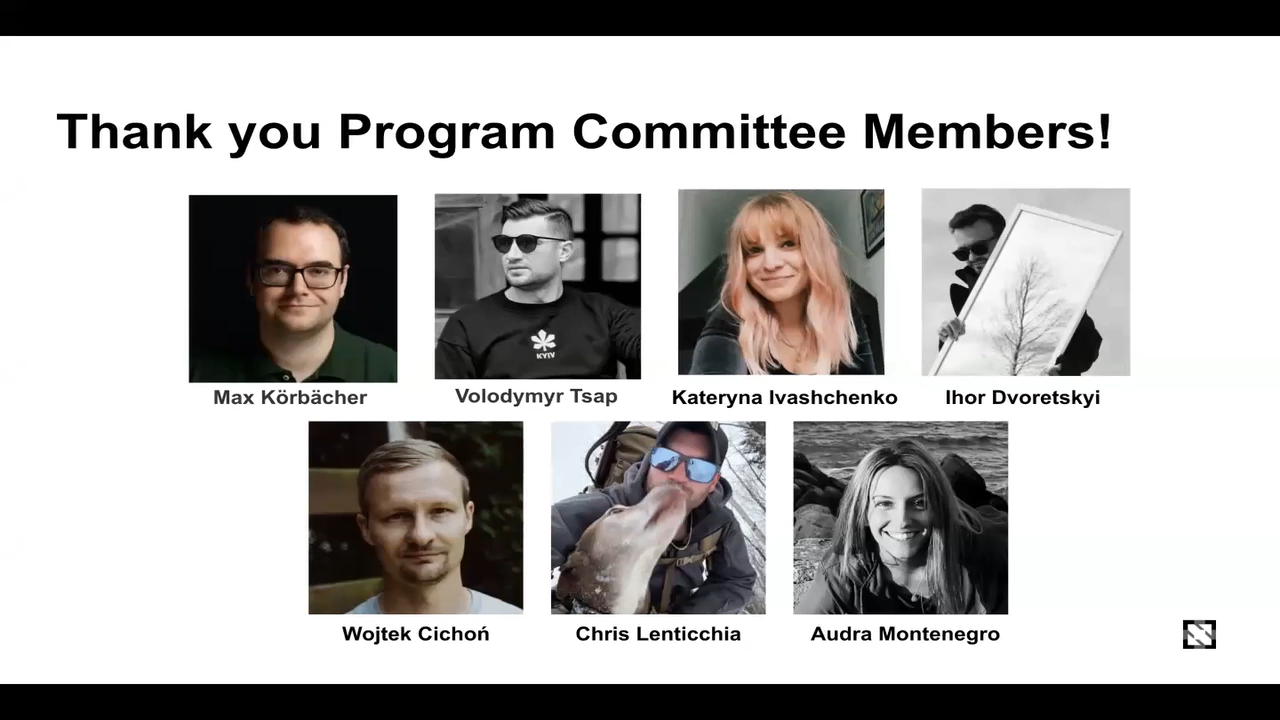 Thank you Program Committee Members!
KYIV
Max Körbächer
Volodymyr Tsap
Kateryna Ivashchenko
Ihor Dvoretskyi
Wojtek Cichoń
Chris Lenticchia
Audra Montenegro